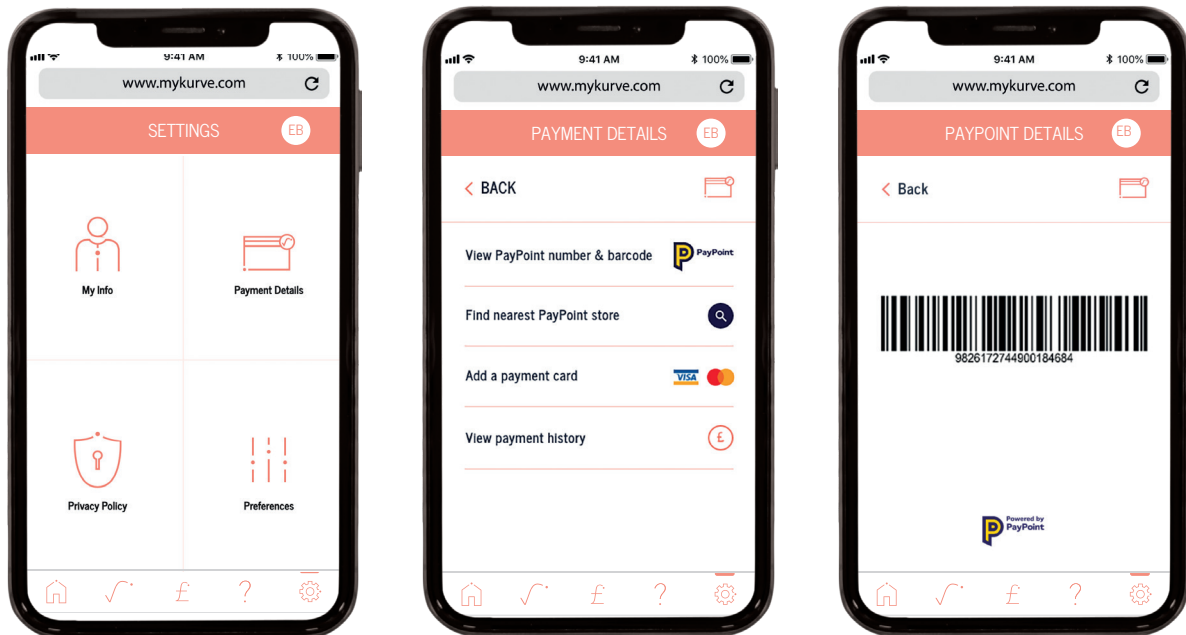 9:41 AM
100%
www.mykurve.com
SETTINGS
EB
My Info
Payment Details
Privacy Policy
Preferences
£
?
9:41 AM
100%
www.mykurve.com
PAYMENT DETAILS
EB
< BACK
View PayPoint number & barcode
PayPoint
Find nearest PayPoint store
Add a payment card
VISA
View payment history
£
£
?
9:41 AM
100%
www.mykurve.com
PAYPOINT DETAILS
EB
< Back
9826172744900184684
Powered by
PayPoint
£
?